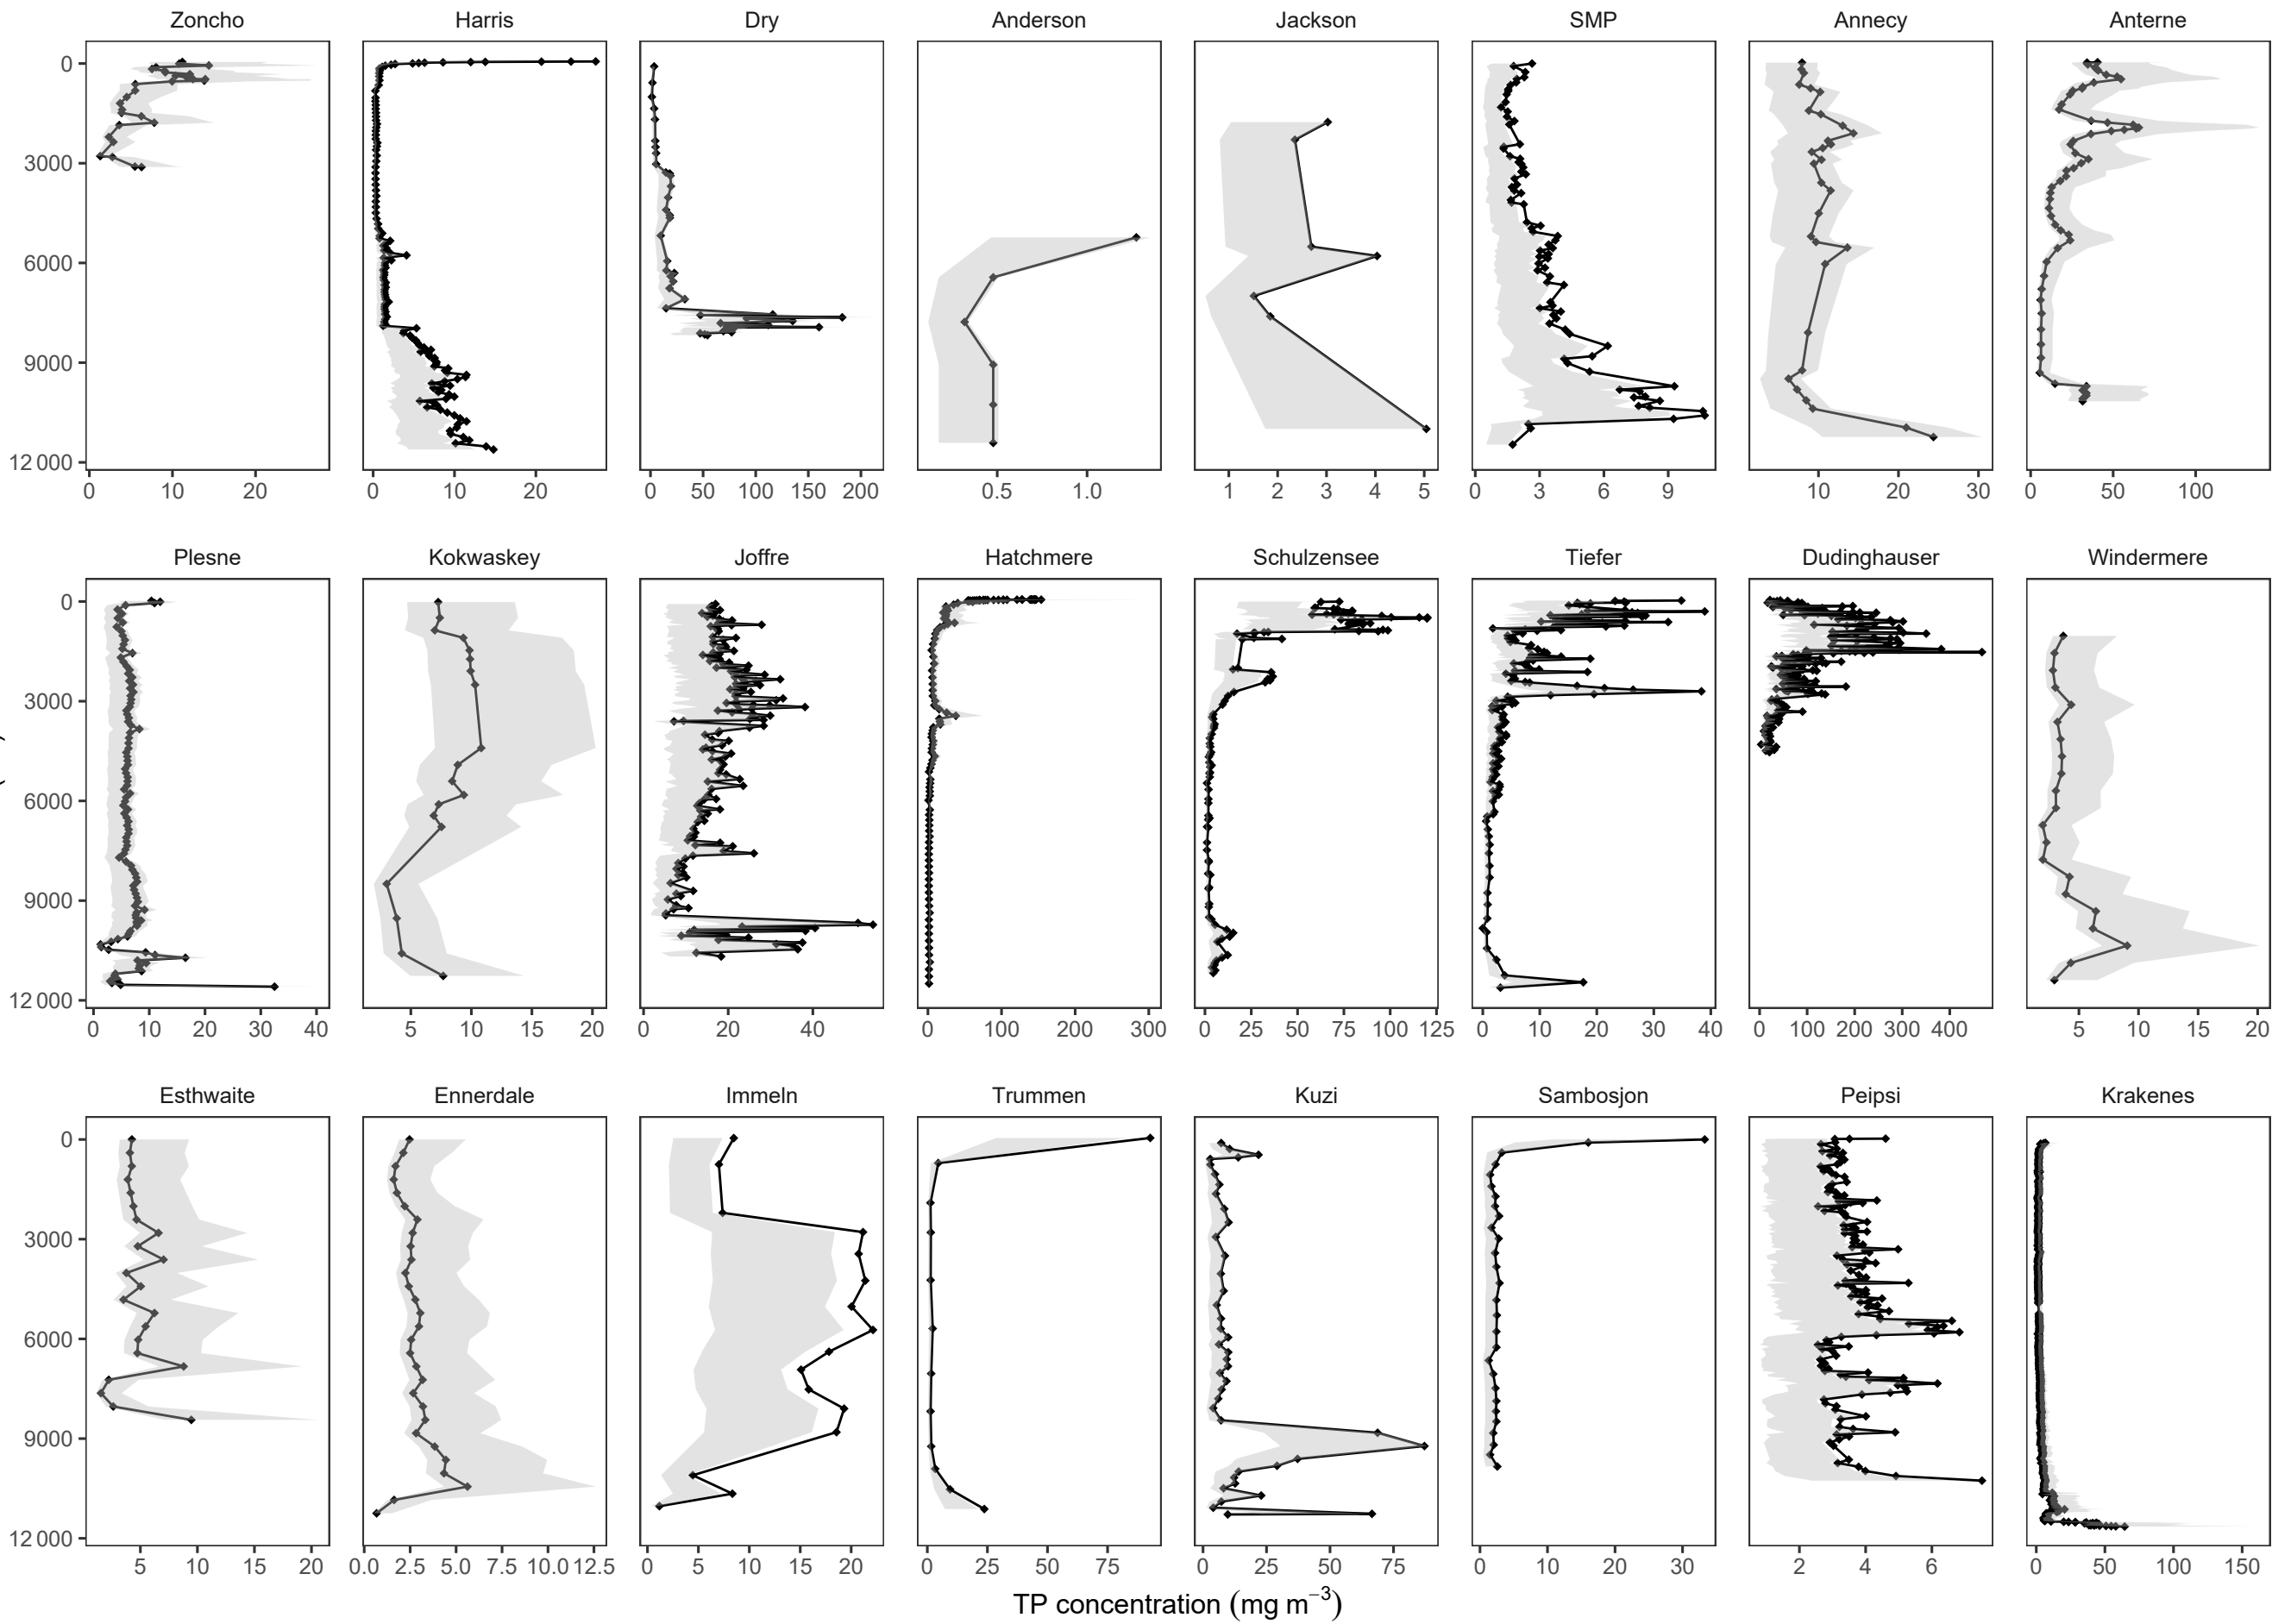 Zoncho Harris Dry Anderson Jackson SMP Annecy Anterne
0
3000
6000
9000
12 000
0 10 20 0 10 20 0 50 100 150 200 0.5 1.0 1 2 3 4 5 0 3 6 9 10 20 30 0 50 100
Plesne Kokwaskey Joffre Hatchmere Schulzensee Tiefer Dudinghauser Windermere
0
3000
6000
9000
12 000
0 10 20 30 40 5 10 15 20 0 20 40 0 100 200 300 0 25 50 75 100 125 0 10 20 30 40 0 100 200 300 400 5 10 15 20
Esthwaite Ennerdale Immeln Trummen Kuzi Sambosjon Peipsi Krakenes
0
3000
6000
9000
12 000
5 10 15 20 0.0 2.5 5.0 7.5 10.0 12.5 0 5 10 15 20 0 25 50 75 0 25 50 75 0 10 20 30 2 4 6 0 50 100 150
TP concentration (mg m⁻³)